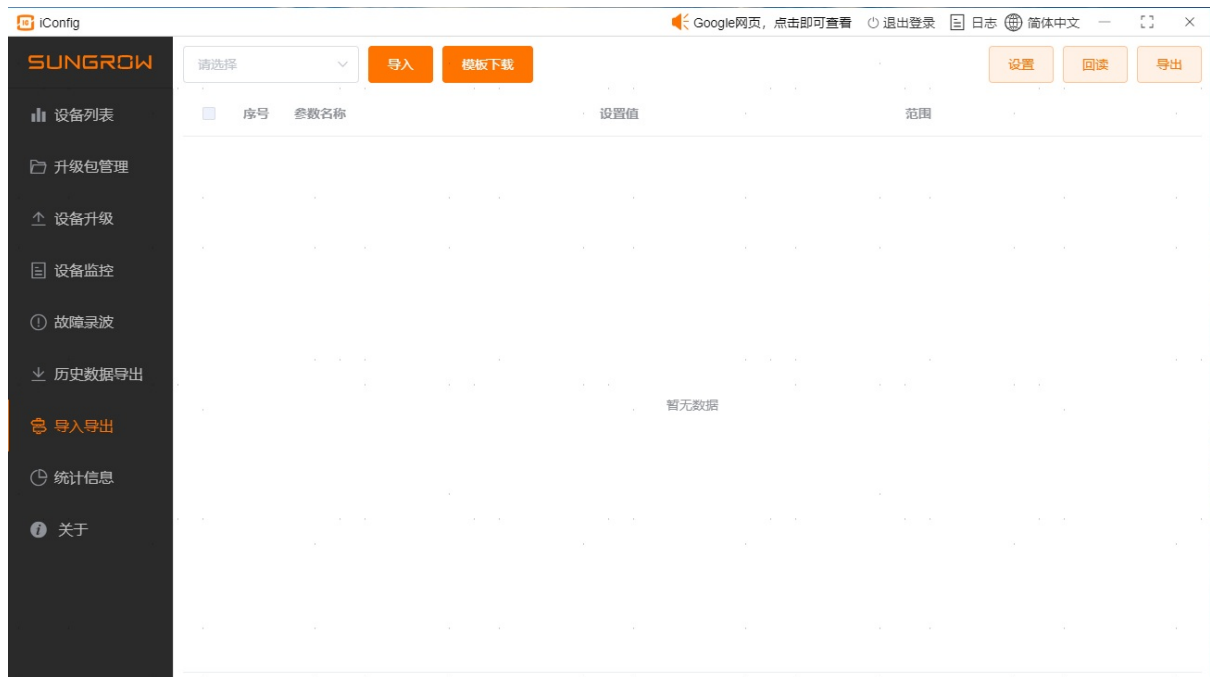 iConfig Google网页，点击即可查看 退出登录 日志 简体中文
SUNGROW
请选择 导入 模板下载 设置 回读 导出
序号 参数名称 设置值 范围
设备列表
升级包管理
设备升级
设备监控
故障录波
历史数据导出
导入导出
统计信息
关于
暂无数据